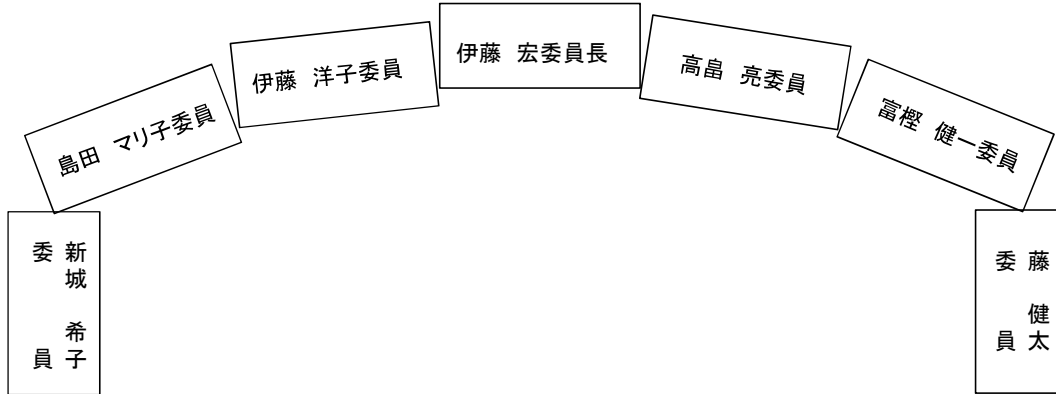 伊藤 宏委員長
伊藤 洋子委員
高畠 亮委員
島田 マリ子委員
富樫 健一委員
新城 希子
委員
藤 健太
委員